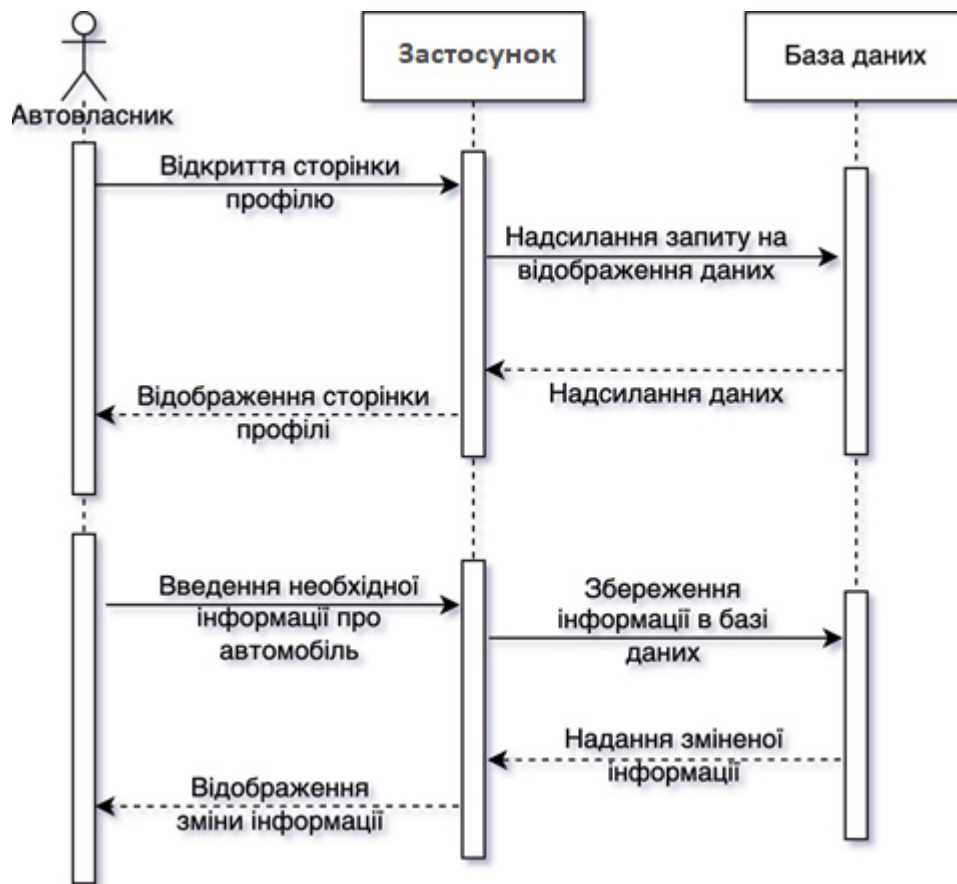 Застосунок
База даних
Автовласник
Відкриття сторінки
профілю
Надсилання запиту на
відображення даних
Надсилання даних
Відображення сторінки
профілі
Введення необхідної
інформації про
автомобіль
Збереження
інформації в базі
даних
Надання зміненої
інформації
Відображення
зміни інформації